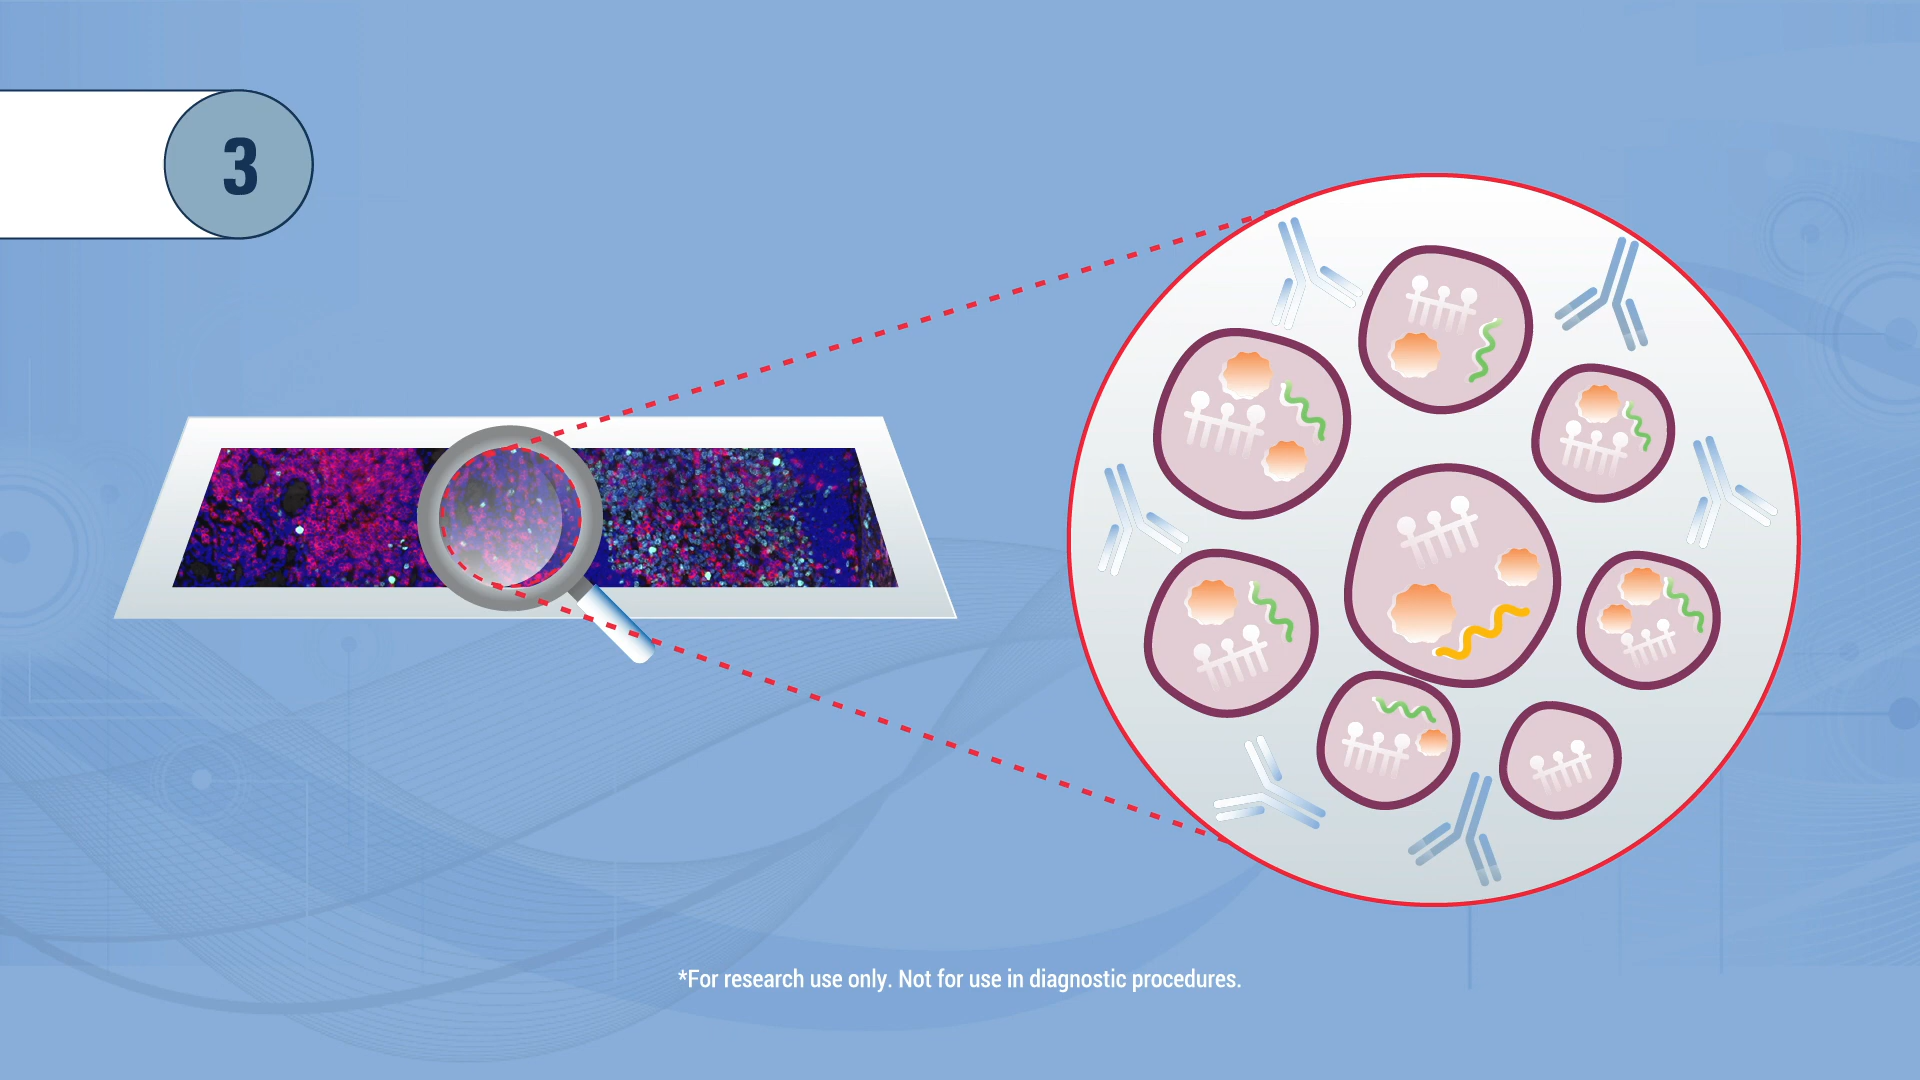 3
*For research use only. Not for use in diagnostic procedures.